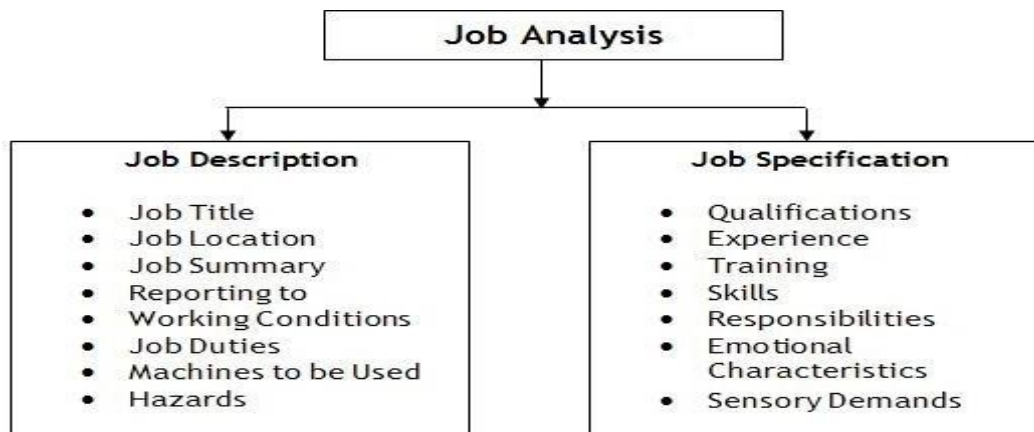 Job Analysis
Job Description
• Job Title
• Job Location
• Job Summary
• Reporting to
• Working Conditions
• Job Duties
• Machines to be Used
• Hazards
Job Specification
• Qualifications
• Experience
• Training
• Skills
• Responsibilities
• Emotional
Characteristics
• Sensory Demands